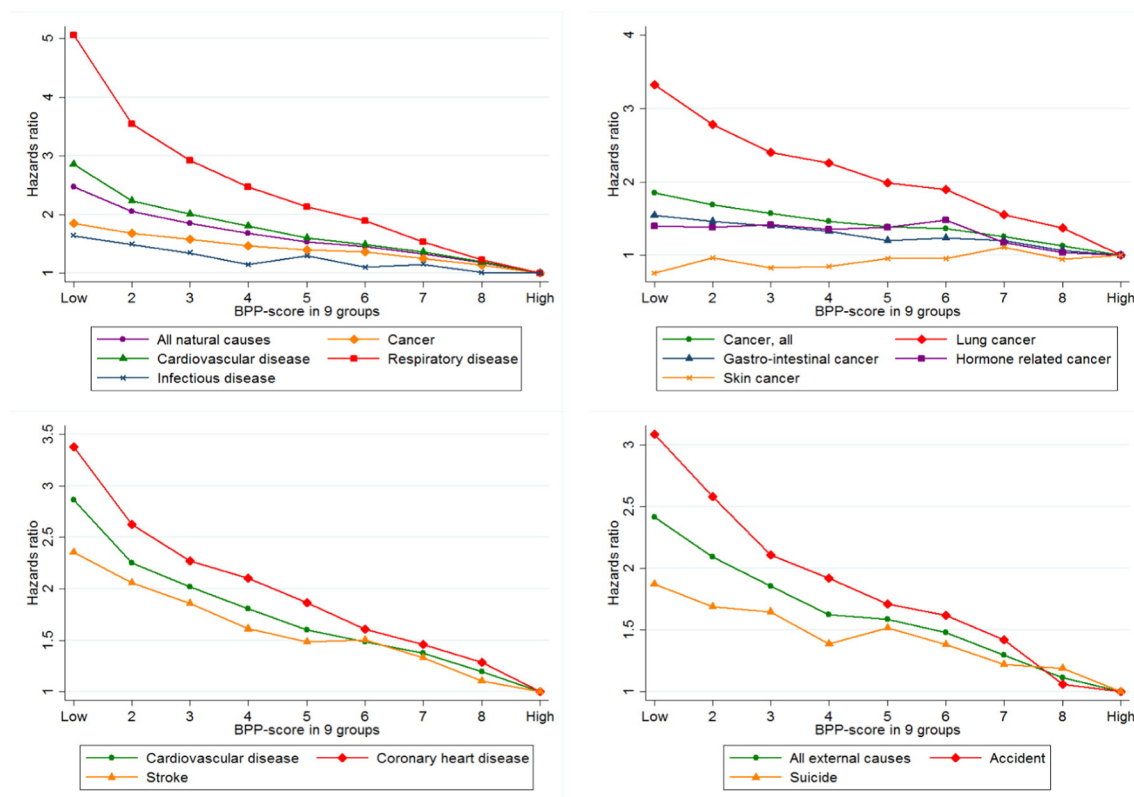 Hazards ratio
5
4
3
2
1
Low 2 3 4 5 6 7 8 High
BPP-score in 9 groups
All natural causes Cancer
Cardiovascular disease Respiratory disease
Infectious disease
Hazards ratio
4
3
2
1
Low 2 3 4 5 6 7 8 High
BPP-score in 9 groups
Cancer, all Lung cancer
Gastro-intestinal cancer Hormone related cancer
Skin cancer
Hazards ratio
3.5
3
2.5
2
1.5
1
Low 2 3 4 5 6 7 8 High
BPP-score in 9 groups
Cardiovascular disease Coronary heart disease
Stroke
Hazards ratio
3
2.5
2
1.5
1
Low 2 3 4 5 6 7 8 High
BPP-score in 9 groups
All external causes Accident
Suicide